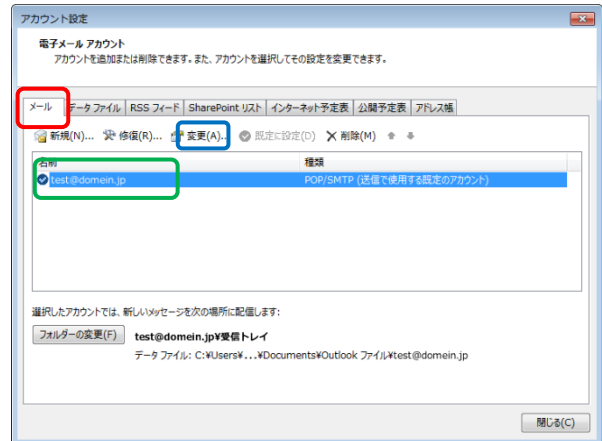 アカウント設定
電子メール アカウント
アカウントを追加または削除できます。また、アカウントを選択してその設定を変更できます。
メール データ ファイル RSS フィード SharePoint リスト インターネット予定表 公開予定表 アドレス帳
新規(N)... 修復(R)... 変更(A)... 既定に設定(D) 削除(M)
名前 種類
test@domein.jp POP/SMTP (送信で使用する既定のアカウント)
選択したアカウントでは、新しいメッセージを次の場所に配信します:
フォルダーの変更(F) test@domein.jp¥受信トレイ
データ ファイル: C:¥Users¥...¥Documents¥Outlook ファイル¥test@domein.jp
閉じる(C)